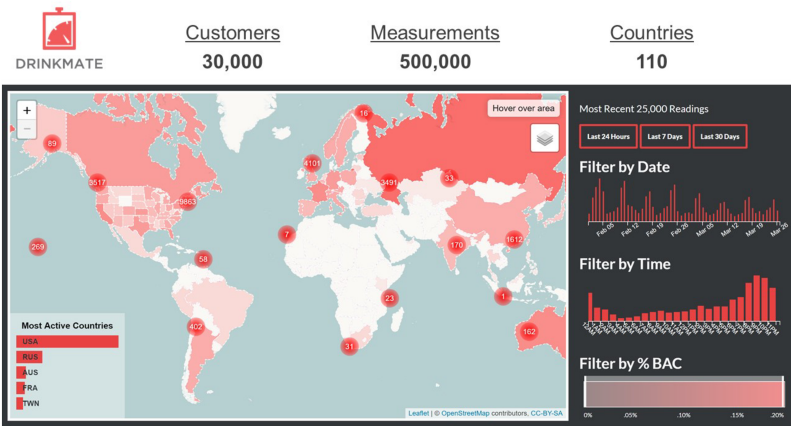 DRINKMATE
Customers
30,000
Measurements
500,000
Countries
110
+
−
Hover over area
16
89
4101
3517
3491
33
9863
7
269
58
170
1612
23
1
402
31
162
Most Active Countries
USA
RUS
AUS
FRA
TWN
Leaflet | © OpenStreetMap contributors, CC-BY-SA
Most Recent 25,000 Readings
Last 24 Hours
Last 7 Days
Last 30 Days
Filter by Date
Feb 05
Feb 12
Feb 19
Feb 26
Mar 05
Mar 12
Mar 19
Mar 26
Filter by Time
12AM
Filter by % BAC
0%
.05%
.10%
.15%
.20%